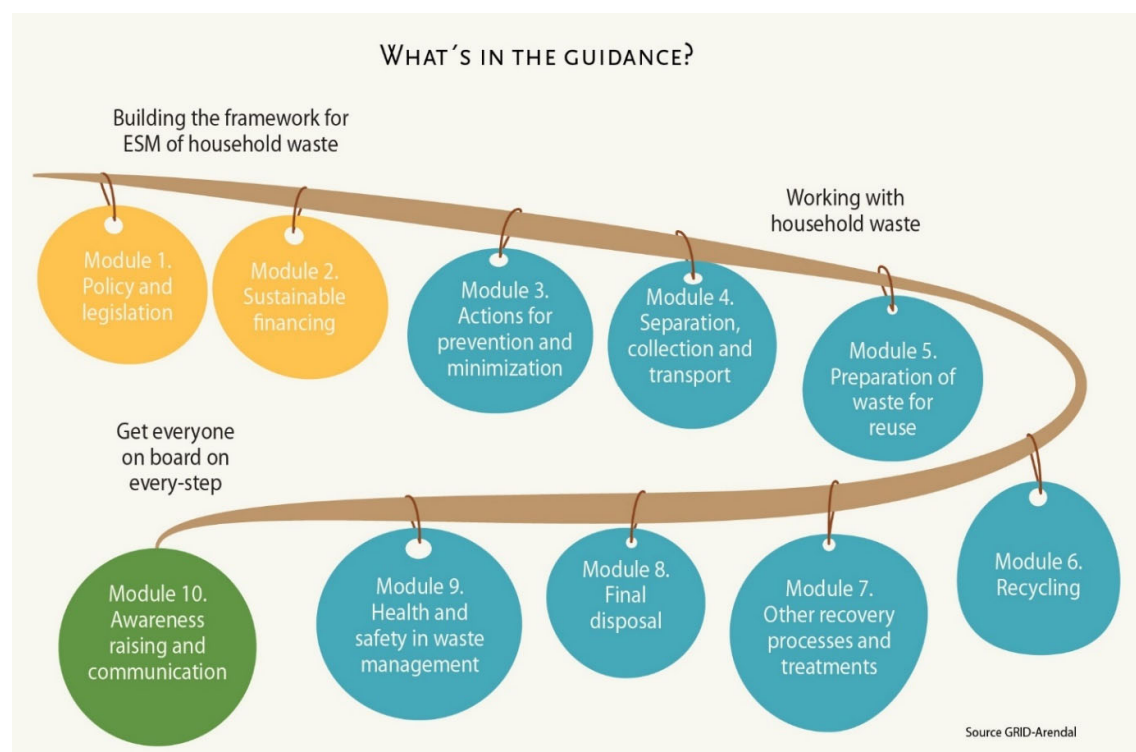 WHAT´S IN THE GUIDANCE?
Building the framework for
ESM of household waste
Working with
household waste
Module 1.
Policy and
legislation
Module 2.
Sustainable
financing
Module 3.
Actions for
prevention and
minimization
Module 4.
Separation,
collection and
transport
Module 5.
Preparation of
waste for
reuse
Module 6.
Recycling
Module 7.
Other recovery
processes and
treatments
Module 8.
Final
disposal
Module 9.
Health and
safety in waste
management
Get everyone
on board on
every-step
Module 10.
Awareness
raising and
communication
Source GRID-Arendal